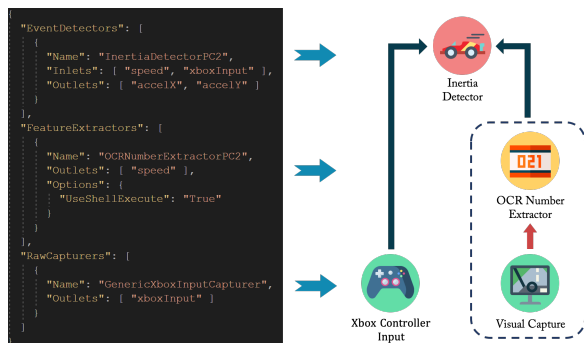 {
"EventDetectors": [
{
"Name": "InertiaDetectorPC2",
"Inlets": [ "speed", "xboxInput" ],
"Outlets": [ "accelX", "accelY" ]
}
],
"FeatureExtractors": [
{
"Name": "OCRNumberExtractorPC2",
"Outlets": [ "speed" ],
"Options": {
"UseShellExecute": "True"
}
}
],
"RawCapturers": [
{
"Name": "GenericXboxInputCapturer",
"Outlets": [ "xboxInput" ]
}
]
Inertia
Detector
021
OCR Number
Extractor
Xbox Controller
Input
Visual Capture